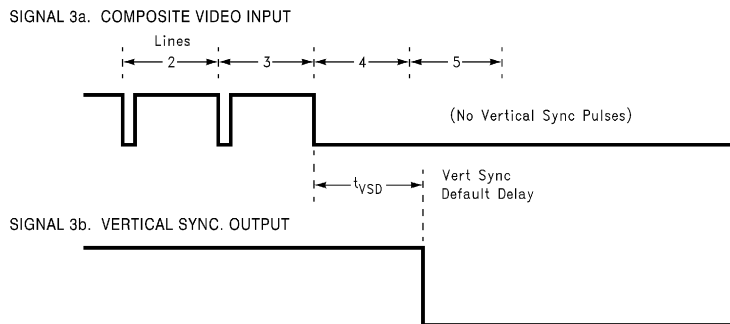 SIGNAL 3a. COMPOSITE VIDEO INPUT
Lines
2 3 4 5
(No Vertical Sync Pulses)
tVSD
Vert Sync
Default Delay
SIGNAL 3b. VERTICAL SYNC. OUTPUT